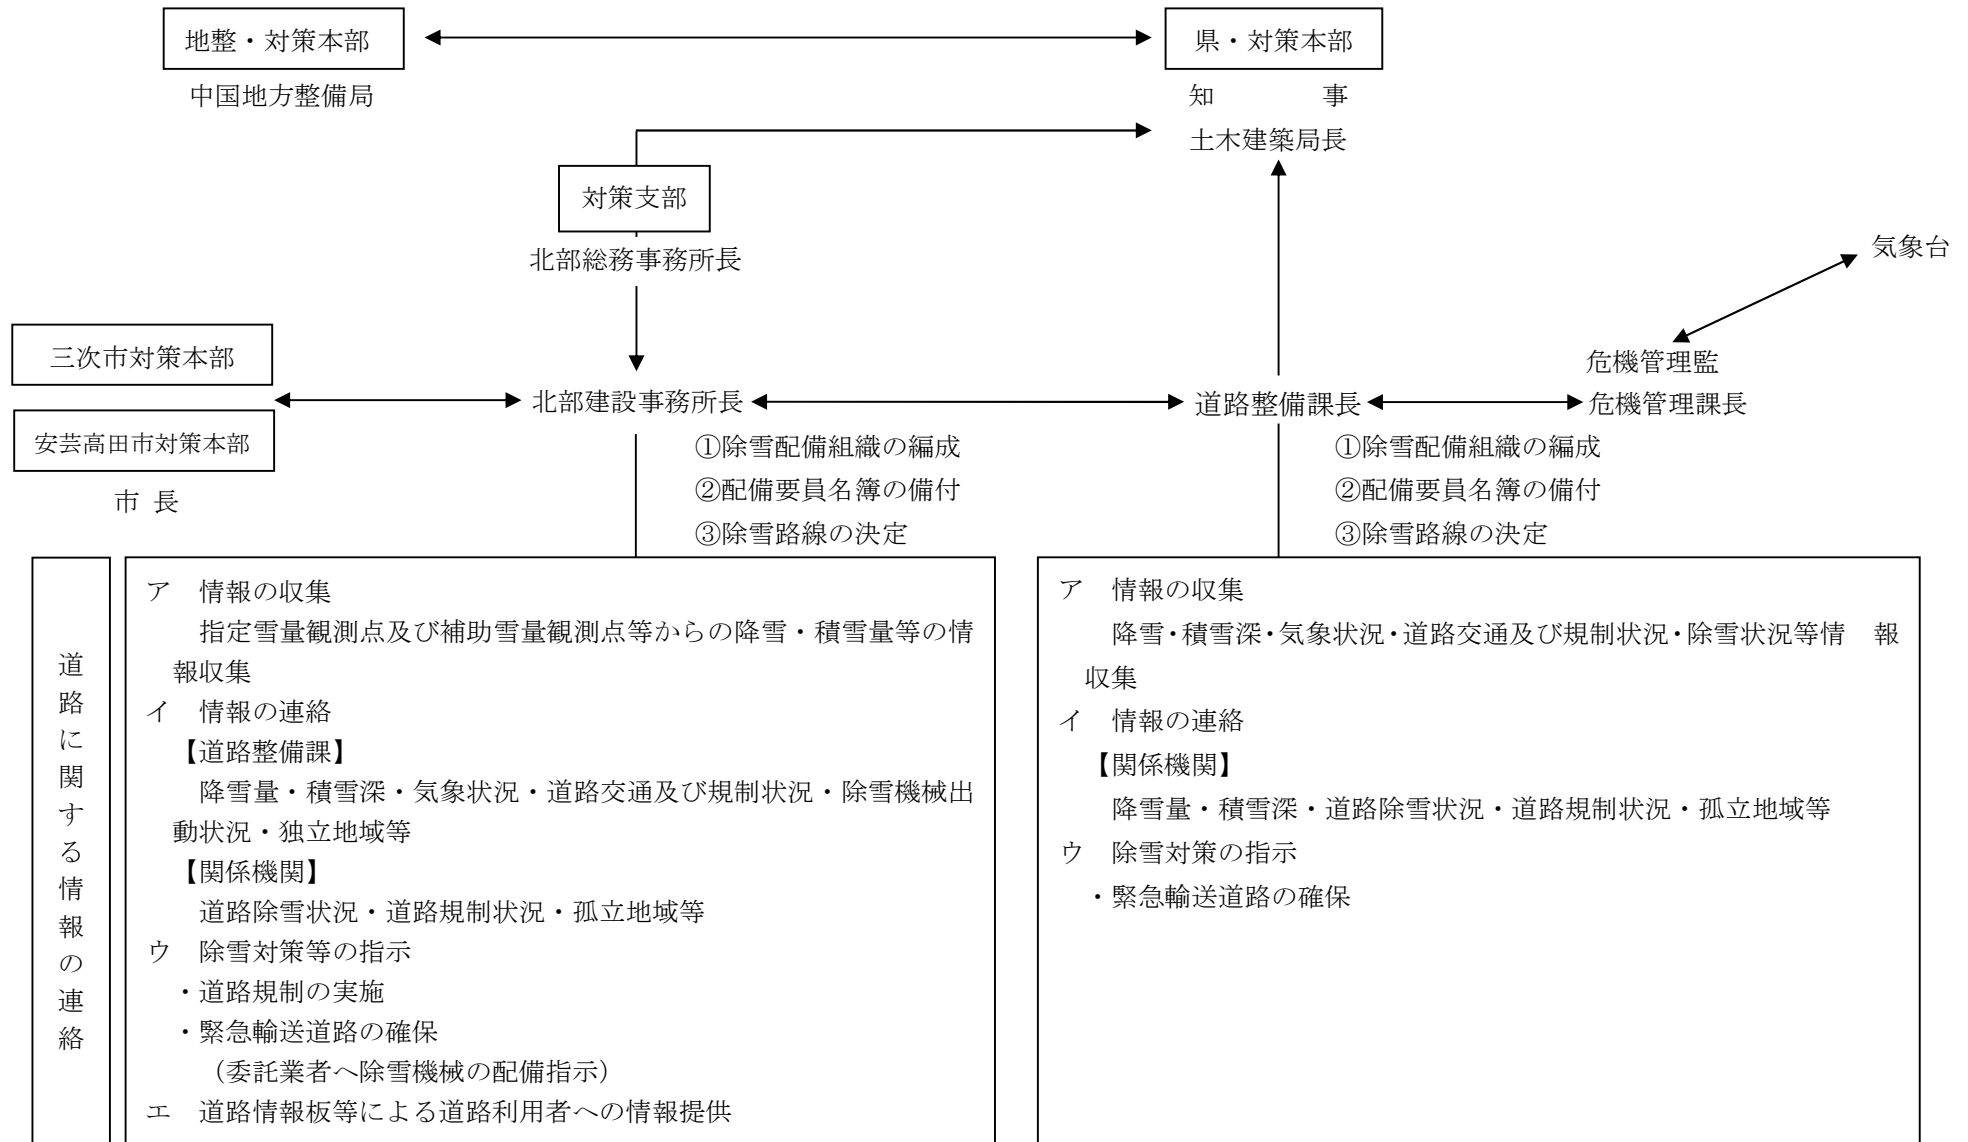 地整・対策本部
県・対策本部
中国地方整備局
知　　　　事
土木建築局長
対策支部
北部総務事務所長
気象台
三次市対策本部
安芸高田市対策本部
市 長
北部建設事務所長
道路整備課長
危機管理監
危機管理課長
①除雪配備組織の編成
②配備要員名簿の備付
③除雪路線の決定
①除雪配備組織の編成
②配備要員名簿の備付
③除雪路線の決定
道路に関する情報の連絡
ア　情報の収集
指定雪量観測点及び補助雪量観測点等からの降雪・積雪量等の情
報収集
イ　情報の連絡
【道路整備課】
降雪量・積雪深・気象状況・道路交通及び規制状況・除雪機械出
動状況・独立地域等
【関係機関】
道路除雪状況・道路規制状況・孤立地域等
ウ　除雪対策等の指示
・道路規制の実施
・緊急輸送道路の確保
（委託業者へ除雪機械の配備指示）
エ　道路情報板等による道路利用者への情報提供
ア　情報の収集
降雪・積雪深・気象状況・道路交通及び規制状況・除雪状況等情　報
収集
イ　情報の連絡
【関係機関】
降雪量・積雪深・道路除雪状況・道路規制状況・孤立地域等
ウ　除雪対策の指示
・緊急輸送道路の確保